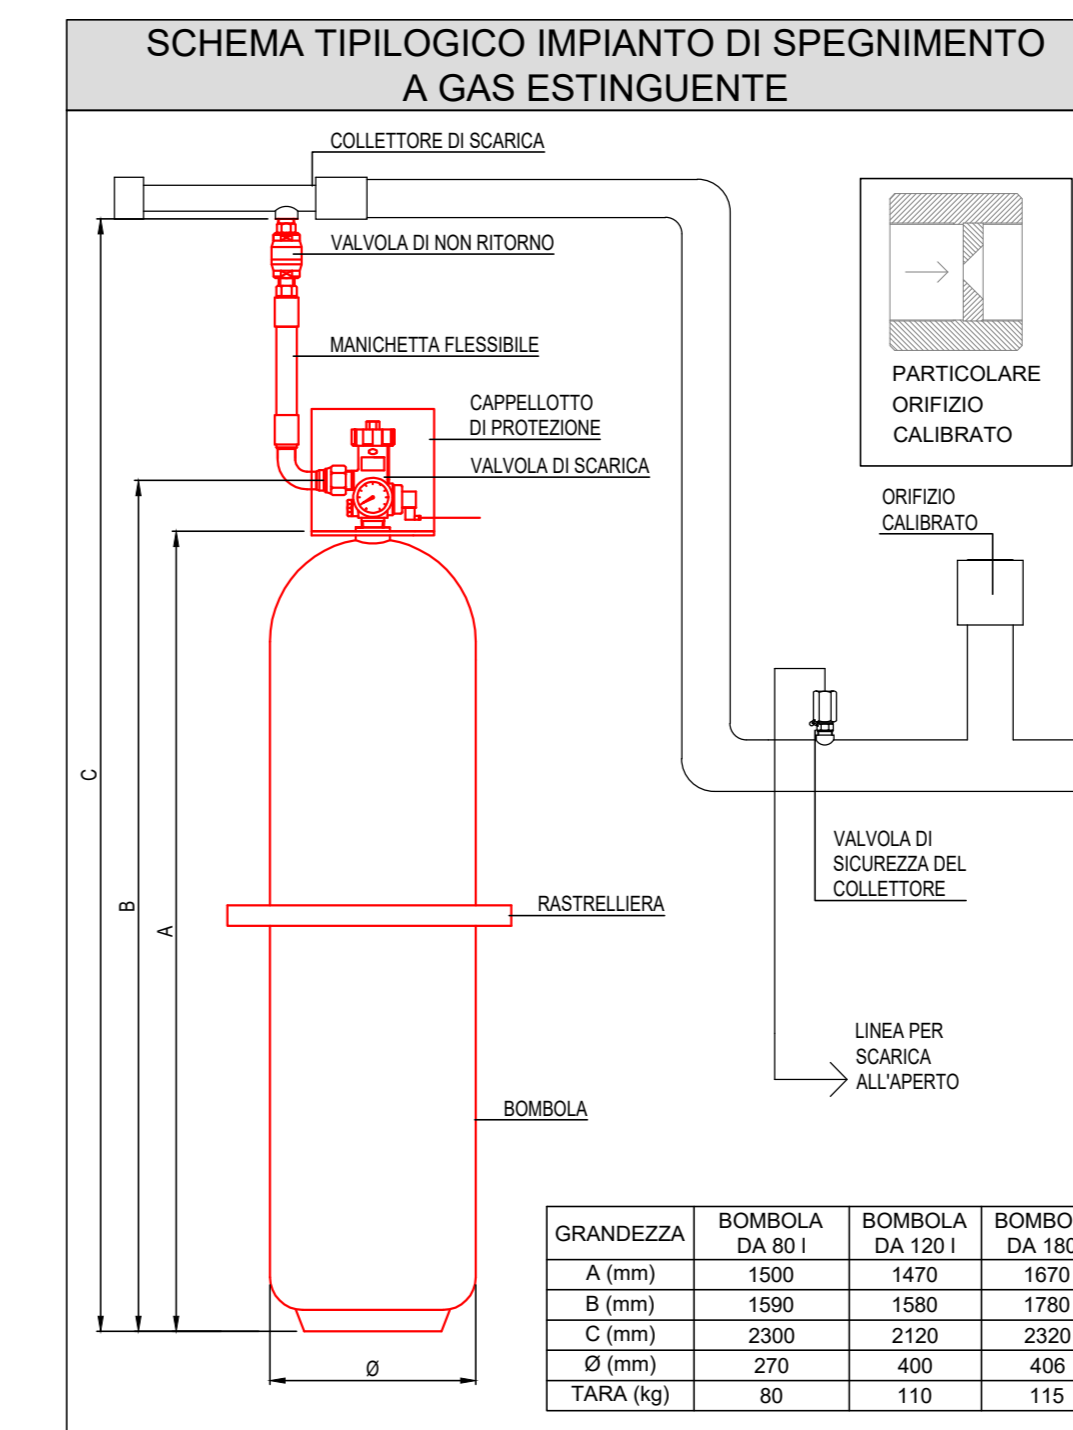 SCHEMA TIPILOGICO IMPIANTO DI SPEGNIMENTO
A GAS ESTINGUENTE
COLLETTORE DI SCARICA
VALVOLA DI NON RITORNO
MANICHETTA FLESSIBILE
CAPPELLOTTO
DI PROTEZIONE
VALVOLA DI SCARICA
PARTICOLARE
ORIFIZIO
CALIBRATO
ORIFIZIO
CALIBRATO
VALVOLA DI
SICUREZZA DEL
COLLETTORE
C
B
A
RASTRELLIERA
LINEA PER
SCARICA
ALL'APERTO
BOMBOLA
Ø
GRANDEZZA BOMBOLA DA 80 l BOMBOLA DA 120 l BOMBO DA 180
A (mm) 1500 1470 1670
B (mm) 1590 1580 1780
C (mm) 2300 2120 2320
Ø (mm) 270 400 406
TARA (kg) 80 110 115